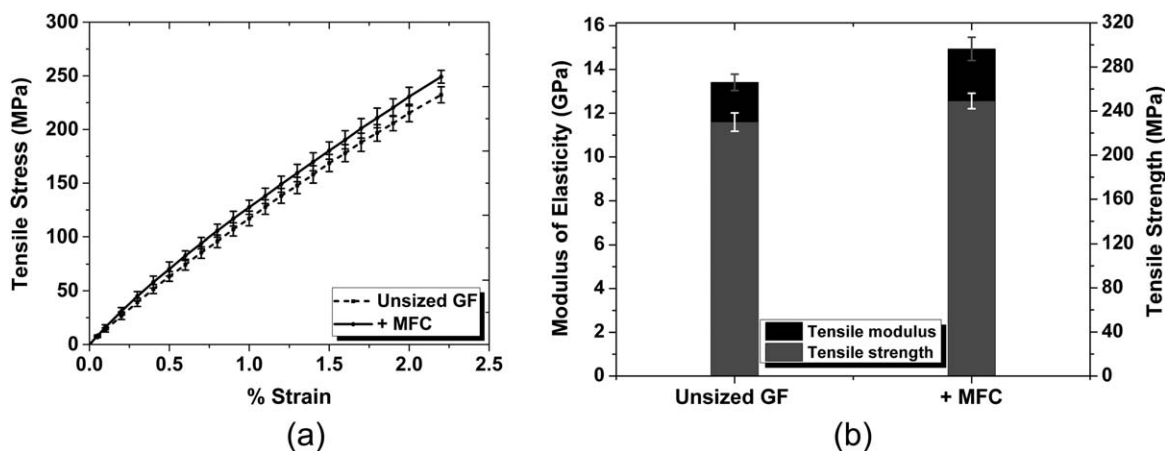 300
250
200
150
100
50
0
Tensile Stress (MPa)
0.0 0.5 1.0 1.5 2.0 2.5
% Strain
Unsized GF
+ MFC
(a)
16
14
12
10
8
6
4
2
0
Modulus of Elasticity (GPa)
320
280
240
200
160
120
80
40
0
Tensile Strength (MPa)
Tensile modulus
Tensile strength
Unsized GF + MFC
(b)